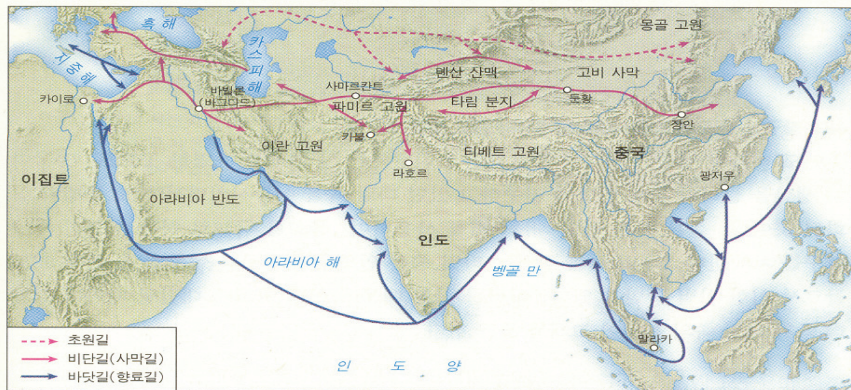 흑 해
지중해
카스피 해
몽골 고원
톈산 산맥
고비 사막
카이로
바빌론
(바그다드)
사마르칸트
파미르 고원
타림 분지
둔황
장안
이란 고원
카불
라호르
티베트 고원
중국
이집트
아라비아 반도
인도
광저우
아라비아 해
벵골 만
말라카
인 도 양
초원길
비단길(사막길)
바닷길(향료길)